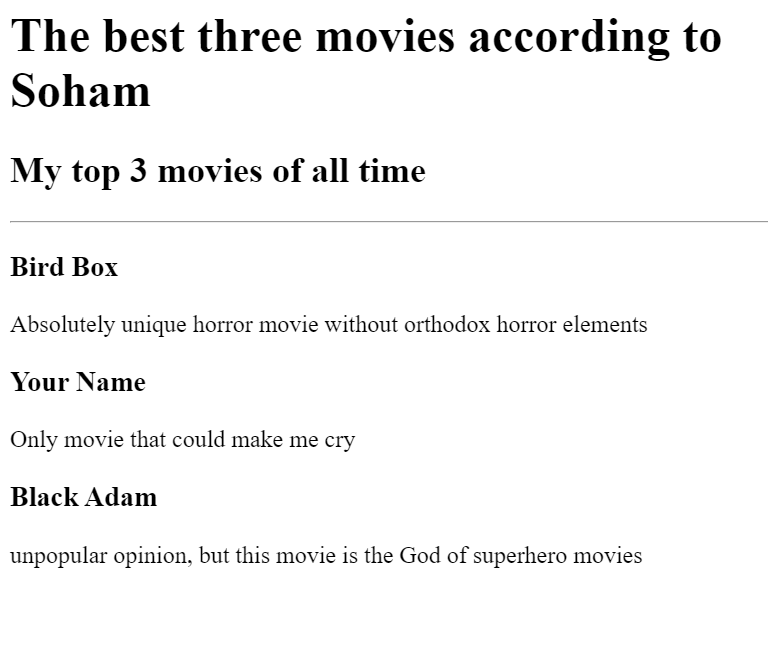 The best three movies according to
Soham
My top 3 movies of all time
Bird Box
Absolutely unique horror movie without orthodox horror elements
Your Name
Only movie that could make me cry
Black Adam
unpopular opinion, but this movie is the God of superhero movies